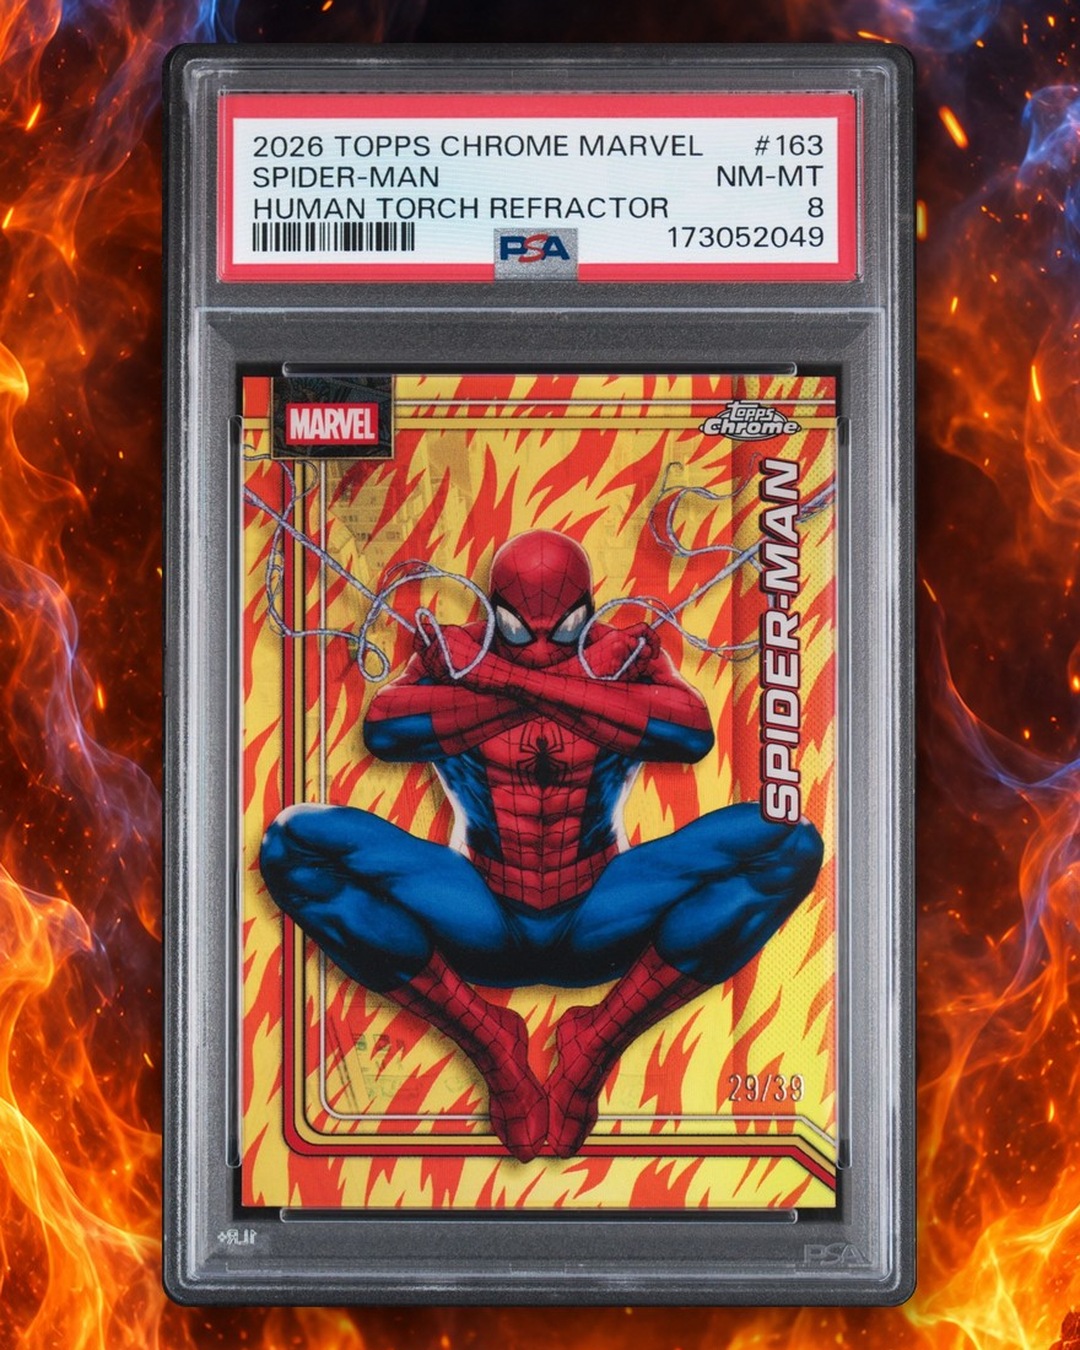 2026 TOPPS CHROME MARVEL #163
SPIDER-MAN NM-MT
HUMAN TORCH REFRACTOR 8
PSA 173052049
MARVEL
Topps
Chrome
SPIDER-MAN
29/39
PSA